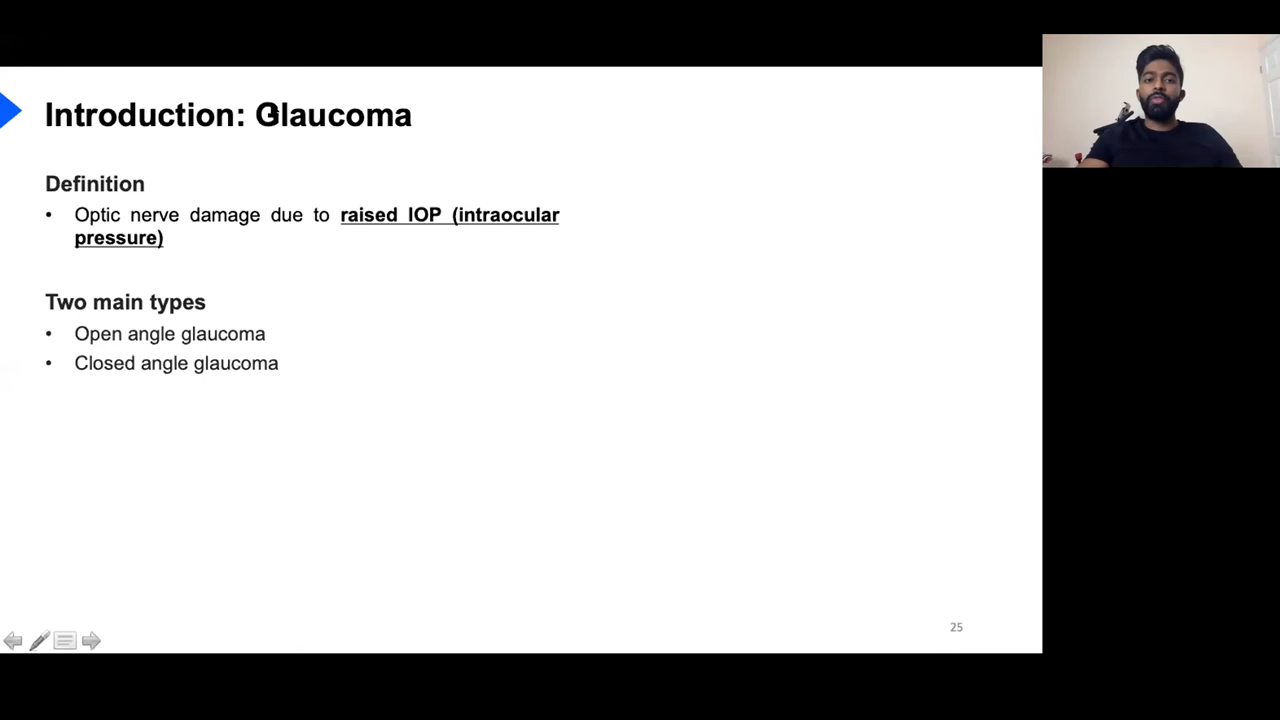 Introduction: Glaucoma
Definition
• Optic nerve damage due to raised IOP (intraocular
pressure)
Two main types
• Open angle glaucoma
• Closed angle glaucoma
25